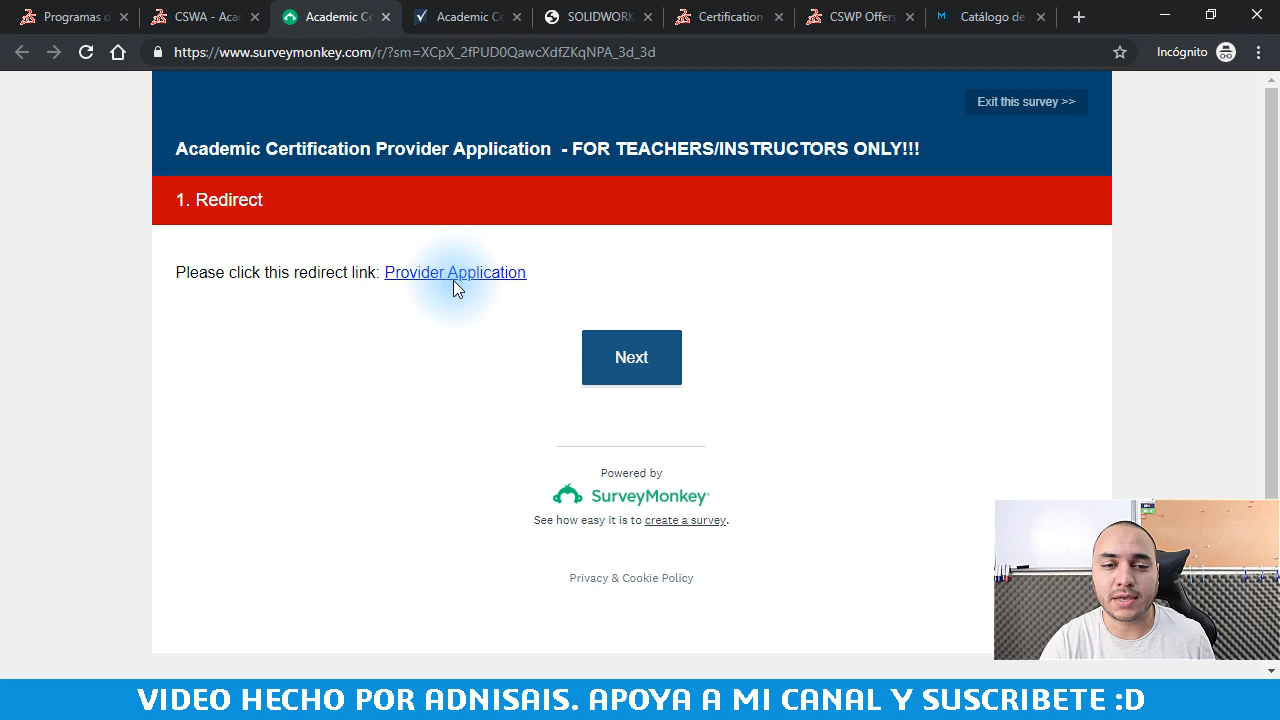 Programas d
CSWA - Aca
Academic Ce
Academic Ce
SOLIDWORK
Certification
CSWP Offers
Catálogo de
https://www.surveymonkey.com/r/?sm=XCpX_2fPUD0QawcXdfZKqNPA_3d_3d
Incógnito
Exit this survey >>
Academic Certification Provider Application - FOR TEACHERS/INSTRUCTORS ONLY!!!
1. Redirect
Please click this redirect link: Provider Application
Next
Powered by
SurveyMonkey
See how easy it is to create a survey.
Privacy & Cookie Policy
VIDEO HECHO POR ADNISAIS. APOYA A MI CANAL Y SUSCRIBETE :D